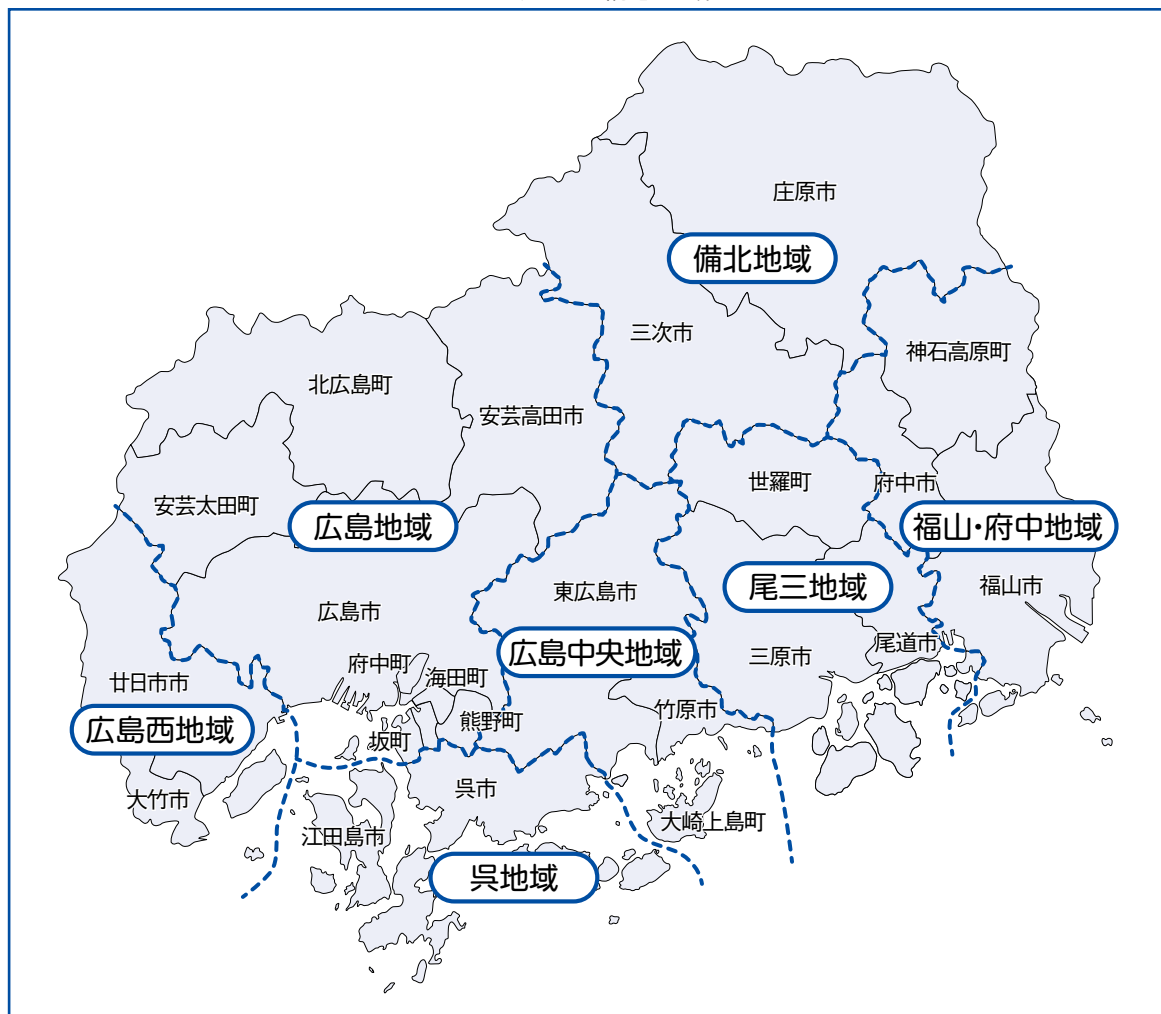 庄原市
備北地域
三次市
神石高原町
北広島町
安芸高田市
世羅町
府中市
安芸太田町
広島地域
福山・府中地域
東広島市
尾三地域
福山市
広島市
尾道市
広島中央地域
三原市
府中町
海田町
廿日市市
竹原市
熊野町
広島西地域
坂町
呉市
大竹市
大崎上島町
江田島市
呉地域